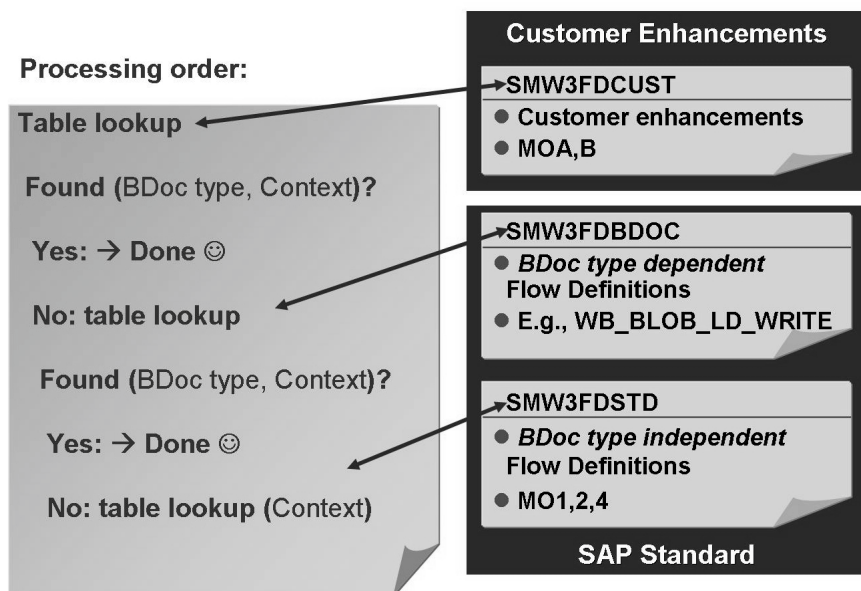 Processing order:
Table lookup
Found (BDoc type, Context)?
Yes: → Done ☺
No: table lookup
Found (BDoc type, Context)?
Yes: → Done ☺
No: table lookup (Context)
Customer Enhancements
SMW3FDCUST
● Customer enhancements
● MOA,B
SMW3FDBDOC
● BDoc type dependent
Flow Definitions
● E.g., WB_BLOB_LD_WRITE
SMW3FDSTD
● BDoc type independent
Flow Definitions
● MO1,2,4
SAP Standard